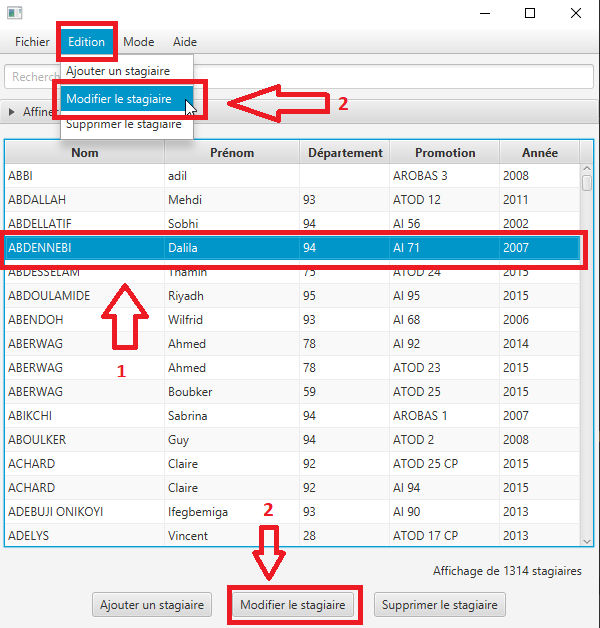 Fichier Edition Mode Aide
Ajouter un stagiaire
Recherch
Modifier le stagiaire 2
Affiner
Supprimer le stagiaire
Nom Prénom Département Promotion Année
ABBI adil AROBAS 3 2008
ABDALLAH Mehdi 93 ATOD 12 2011
ABDELLATIF Sobhi 94 AI 56 2002
ABDENNEBI Dalila 94 AI 71 2007
ABDESSELAM Thamin 75 ATOD 24 2015
ABDOULAMIDE Riyadh 95 AI 95 2015
ABENDOH Wilfrid 93 AI 68 2006
ABERWAG Ahmed 78 AI 92 2014
ABERWAG Ahmed 78 ATOD 23 2015
1
ABERWAG Boubker 59 ATOD 25 2015
ABIKCHI Sabrina 94 AROBAS 1 2007
ABOULKER Guy 94 ATOD 2 2008
ACHARD Claire 92 ATOD 25 CP 2015
ACHARD Claire 92 AI 94 2015
ADEBUJI ONIKOYI Ifegbemiga 93 AI 90 2013
2
ADELYS Vincent 28 ATOD 17 CP 2013
Affichage de 1314 stagiaires
Ajouter un stagiaire Modifier le stagiaire Supprimer le stagiaire